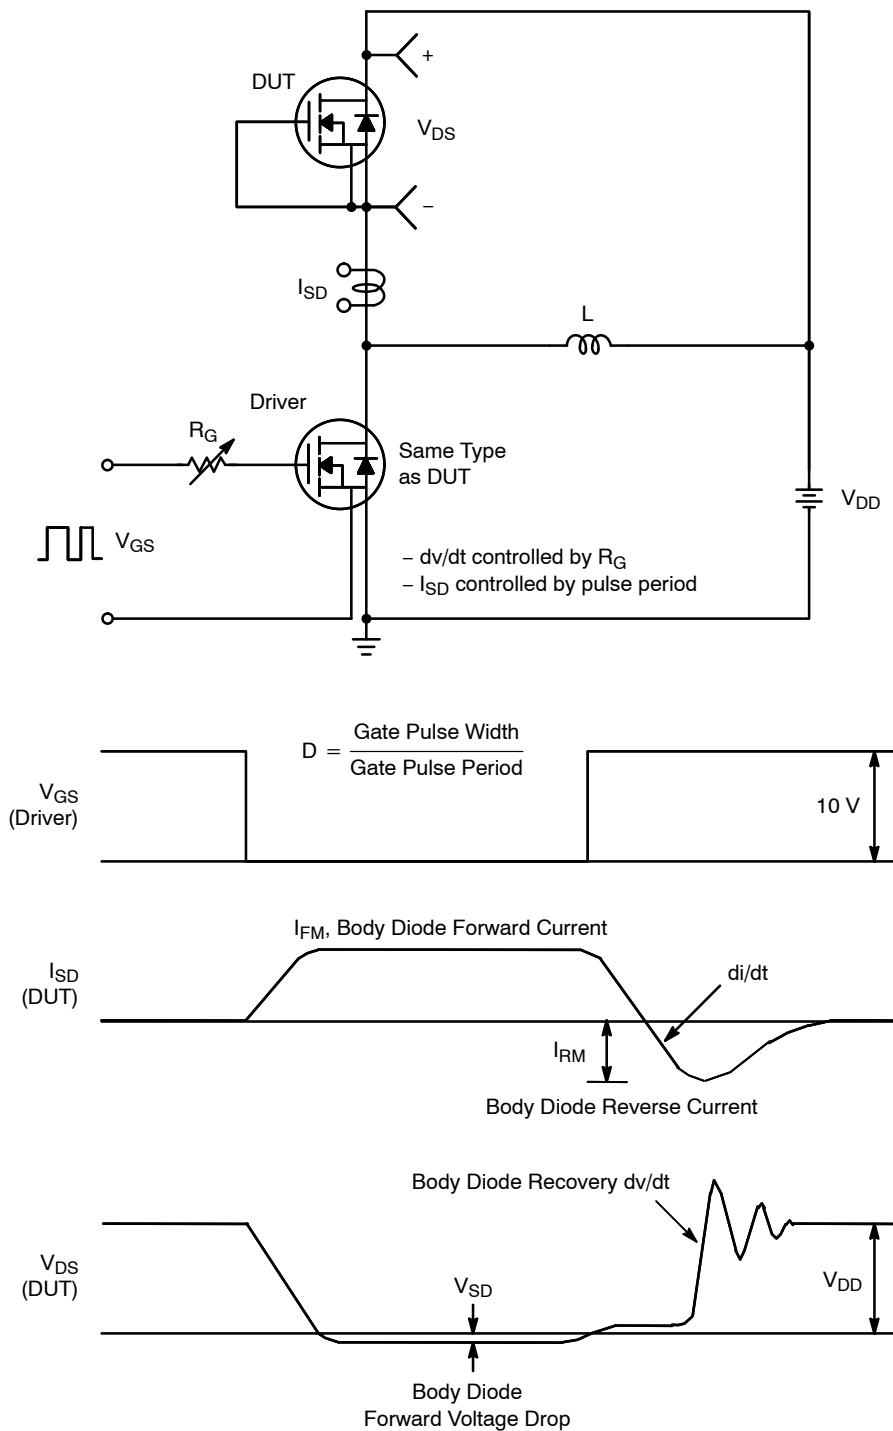 +
DUT
V_DS
−
I_SD
L
Driver
R_G
Same Type
as DUT
V_DD
V_GS
− dv/dt controlled by R_G
− I_SD controlled by pulse period
D = Gate Pulse Width
Gate Pulse Period
V_GS
(Driver)
10 V
I_FM, Body Diode Forward Current
I_SD
(DUT)
di/dt
I_RM
Body Diode Reverse Current
Body Diode Recovery dv/dt
V_DS
(DUT)
V_SD
V_DD
Body Diode
Forward Voltage Drop